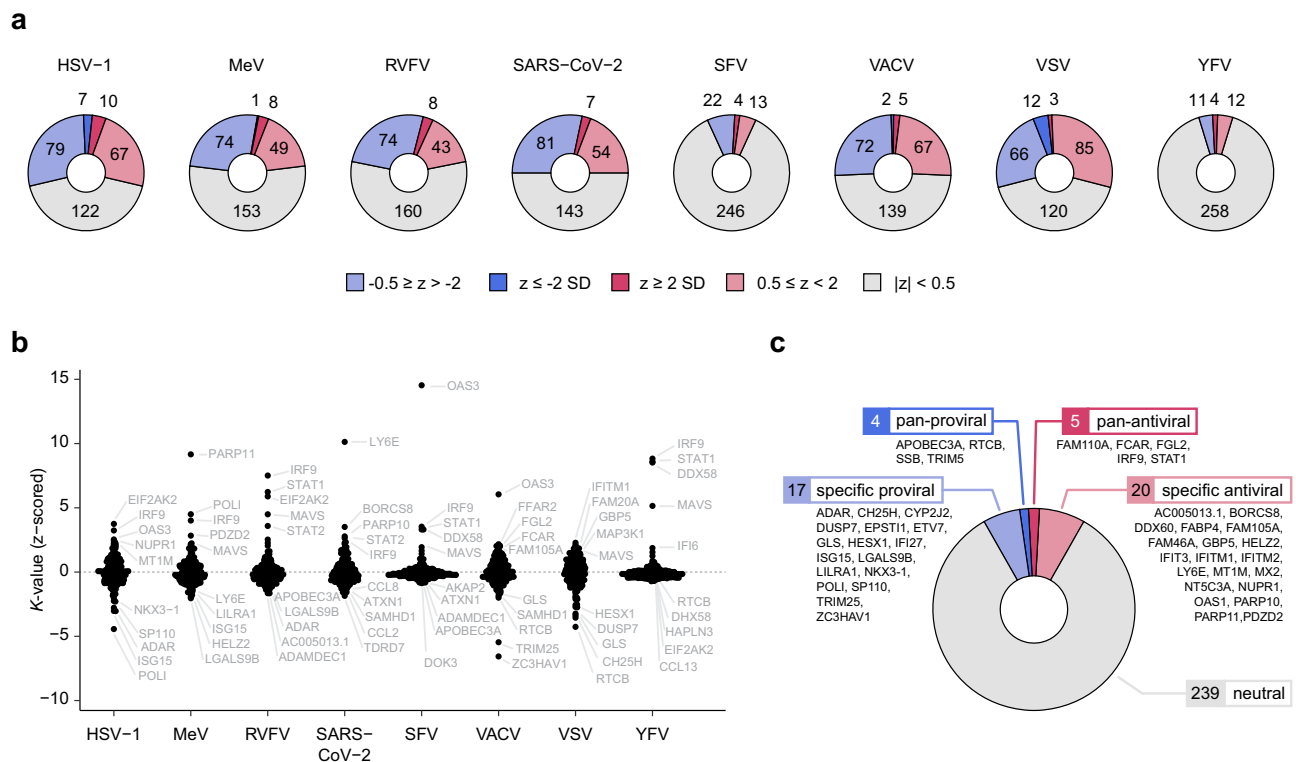 a
HSV−1
MeV
RVFV
SARS−CoV−2
SFV
VACV
VSV
YFV
7
10
79
67
122
1
8
74
49
153
8
74
43
160
7
81
54
143
22
4
13
246
2
5
72
67
139
12
3
66
85
120
11
4
12
258
-0.5 ≥ z > -2
z ≤ -2 SD
z ≥ 2 SD
0.5 ≤ z < 2
|z| < 0.5
b
K-value (z−scored)
15
10
5
0
−5
−10
EIF2AK2
IRF9
OAS3
NUPR1
MT1M
NKX3−1
SP110
ADAR
ISG15
POLI
PARP11
POLI
IRF9
PDZD2
MAVS
LY6E
LILRA1
ISG15
HELZ2
LGALS9B
IRF9
STAT1
EIF2AK2
MAVS
STAT2
APOBEC3A
LGALS9B
ADAR
AC005013.1
ADAMDEC1
LY6E
BORCS8
PARP10
STAT2
IRF9
CCL8
ATXN1
SAMHD1
CCL2
TDRD7
OAS3
IRF9
STAT1
DDX58
MAVS
AKAP2
ATXN1
ADAMDEC1
APOBEC3A
DOK3
OAS3
FFAR2
FGL2
FCAR
FAM105A
GLS
SAMHD1
RTCB
TRIM25
ZC3HAV1
IFITM1
FAM20A
GBP5
MAP3K1
MAVS
HESX1
DUSP7
GLS
CH25H
RTCB
IRF9
STAT1
DDX58
MAVS
IFI6
RTCB
DHX58
HAPLN3
EIF2AK2
CCL13
HSV−1
MeV
RVFV
SARS−
CoV−2
SFV
VACV
VSV
YFV
c
4 pan-proviral
APOBEC3A, RTCB,
SSB, TRIM5
5 pan-antiviral
FAM110A, FCAR, FGL2,
IRF9, STAT1
17 specific proviral
ADAR, CH25H, CYP2J2,
DUSP7, EPSTI1, ETV7,
GLS, HESX1, IFI27,
ISG15, LGALS9B,
LILRA1, NKX3-1,
POLI, SP110,
TRIM25,
ZC3HAV1
20 specific antiviral
AC005013.1, BORCS8,
DDX60, FABP4, FAM105A,
FAM46A, GBP5, HELZ2,
IFIT3, IFITM1, IFITM2,
LY6E, MT1M, MX2,
NT5C3A, NUPR1,
OAS1, PARP10,
PARP11,PDZD2
239 neutral